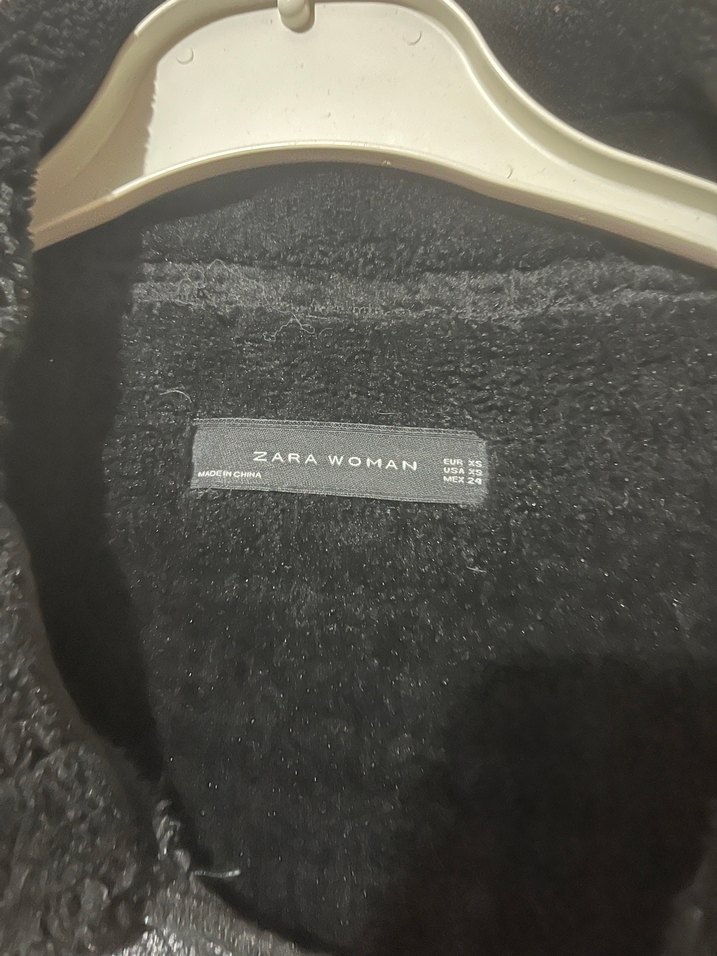 ZARA WOMAN
MADE IN CHINA
EUR XS
USA XS
MEX 24